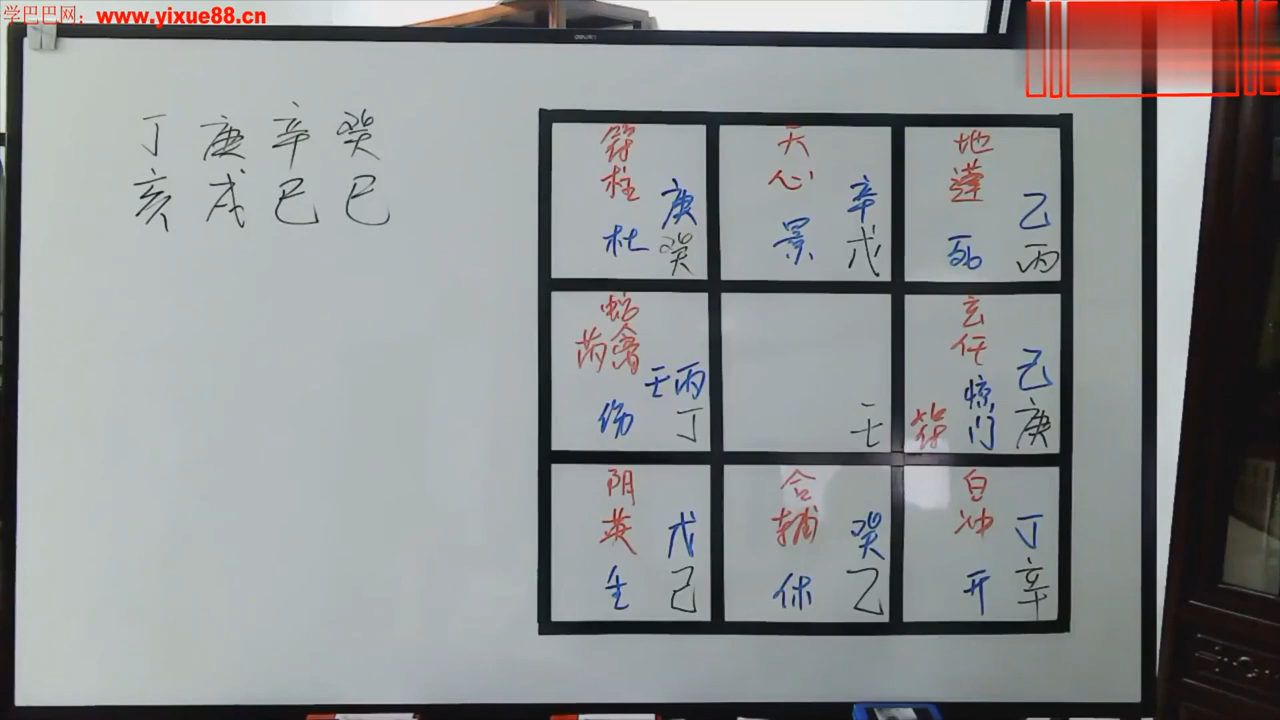 学巴巴网：www.yixue88.cn
deli
丁 庚 辛 癸
亥 戌 巳 巳
符
柱 庚
杜 癸
天
心 辛
景 戊
地
蓬 乙
死 丙
蛇
芮 禽 壬 丙
伤 丁
壬
玄
任 己
惊门 庚
符
阴
英 戊
生 己
合
辅 癸
休 乙
白
冲 丁
开 辛